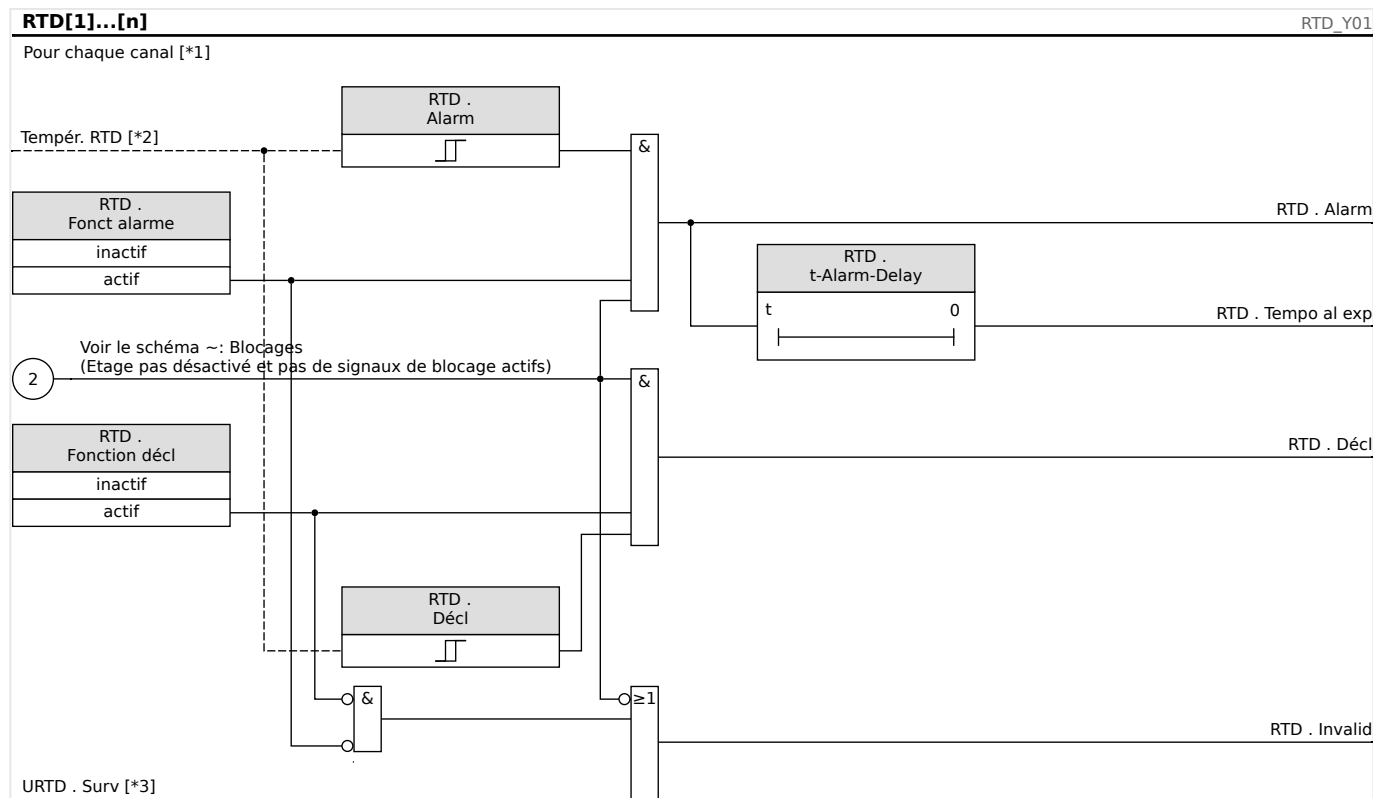 RTD[1]...[n]
RTD_Y01
Pour chaque canal [*1]
RTD .
Alarm
Tempér. RTD [*2]
&
RTD .
Fonct alarme
inactif
actif
RTD . Alarm
RTD .
t-Alarm-Delay
t 0
RTD . Tempo al exp
Voir le schéma ~: Blocages
(Etage pas désactivé et pas de signaux de blocage actifs)
2
&
RTD .
Fonction décl
inactif
actif
RTD . Décl
RTD .
Décl
&
≥1
RTD . Invalid
URTD . Surv [*3]